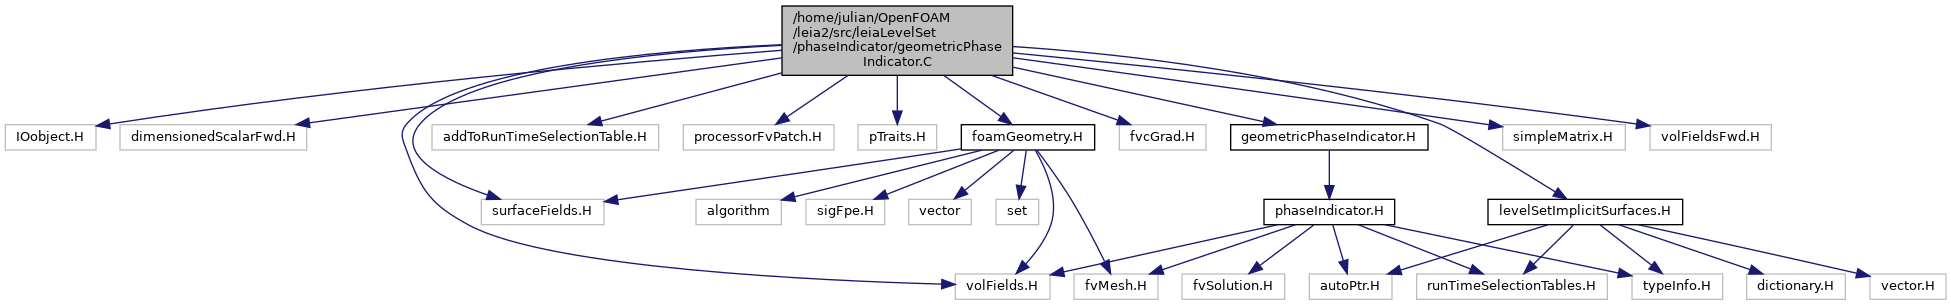 /home/julian/OpenFOAM
/leia2/src/leiaLevelSet
/phaseIndicator/geometricPhase
Indicator.C
IOobject.H
dimensionedScalarFwd.H
addToRunTimeSelectionTable.H
processorFvPatch.H
pTraits.H
foamGeometry.H
fvcGrad.H
geometricPhaseIndicator.H
simpleMatrix.H
volFieldsFwd.H
surfaceFields.H
algorithm
sigFpe.H
vector
set
phaseIndicator.H
levelSetImplicitSurfaces.H
volFields.H
fvMesh.H
fvSolution.H
autoPtr.H
runTimeSelectionTables.H
typeInfo.H
dictionary.H
vector.H